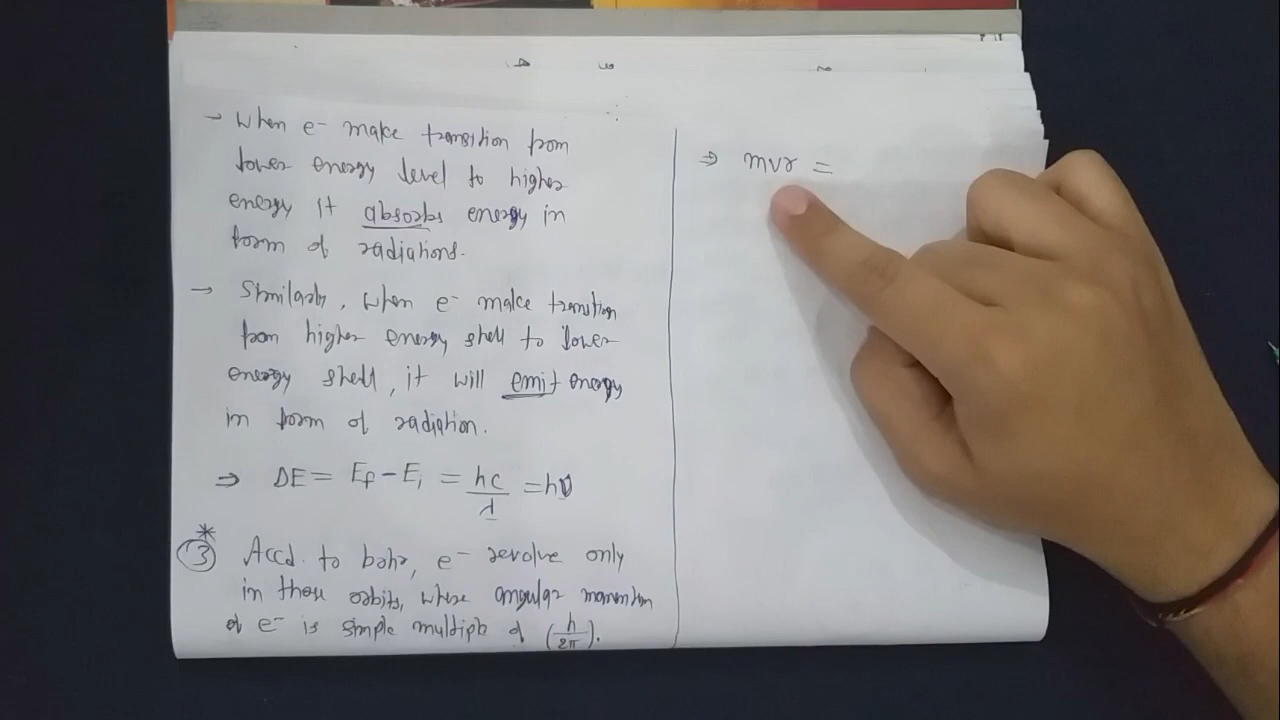 → When e- make transition from
lower energy level to higher
energy it absorbs energy in
form of radiations.
→ Similarly, when e- make transition
from higher energy shell to lower
energy shell, it will emit energy
in form of radiation.
⇒ ΔE = Ef - Ei = hc/λ = hν
* ③ Accd. to bohr, e- revolve only
in those orbits, where angular momentum
of e- is simple multiple of (h/2π).
⇒ mvr =